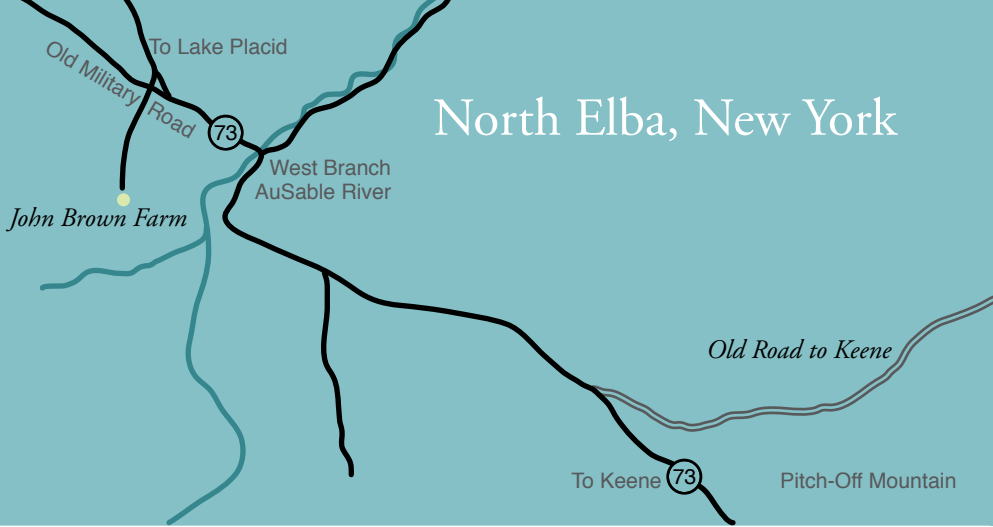 To Lake Placid
Old Military Road
North Elba, New York
73
West Branch
AuSable River
John Brown Farm
Old Road to Keene
To Keene
73
Pitch-Off Mountain